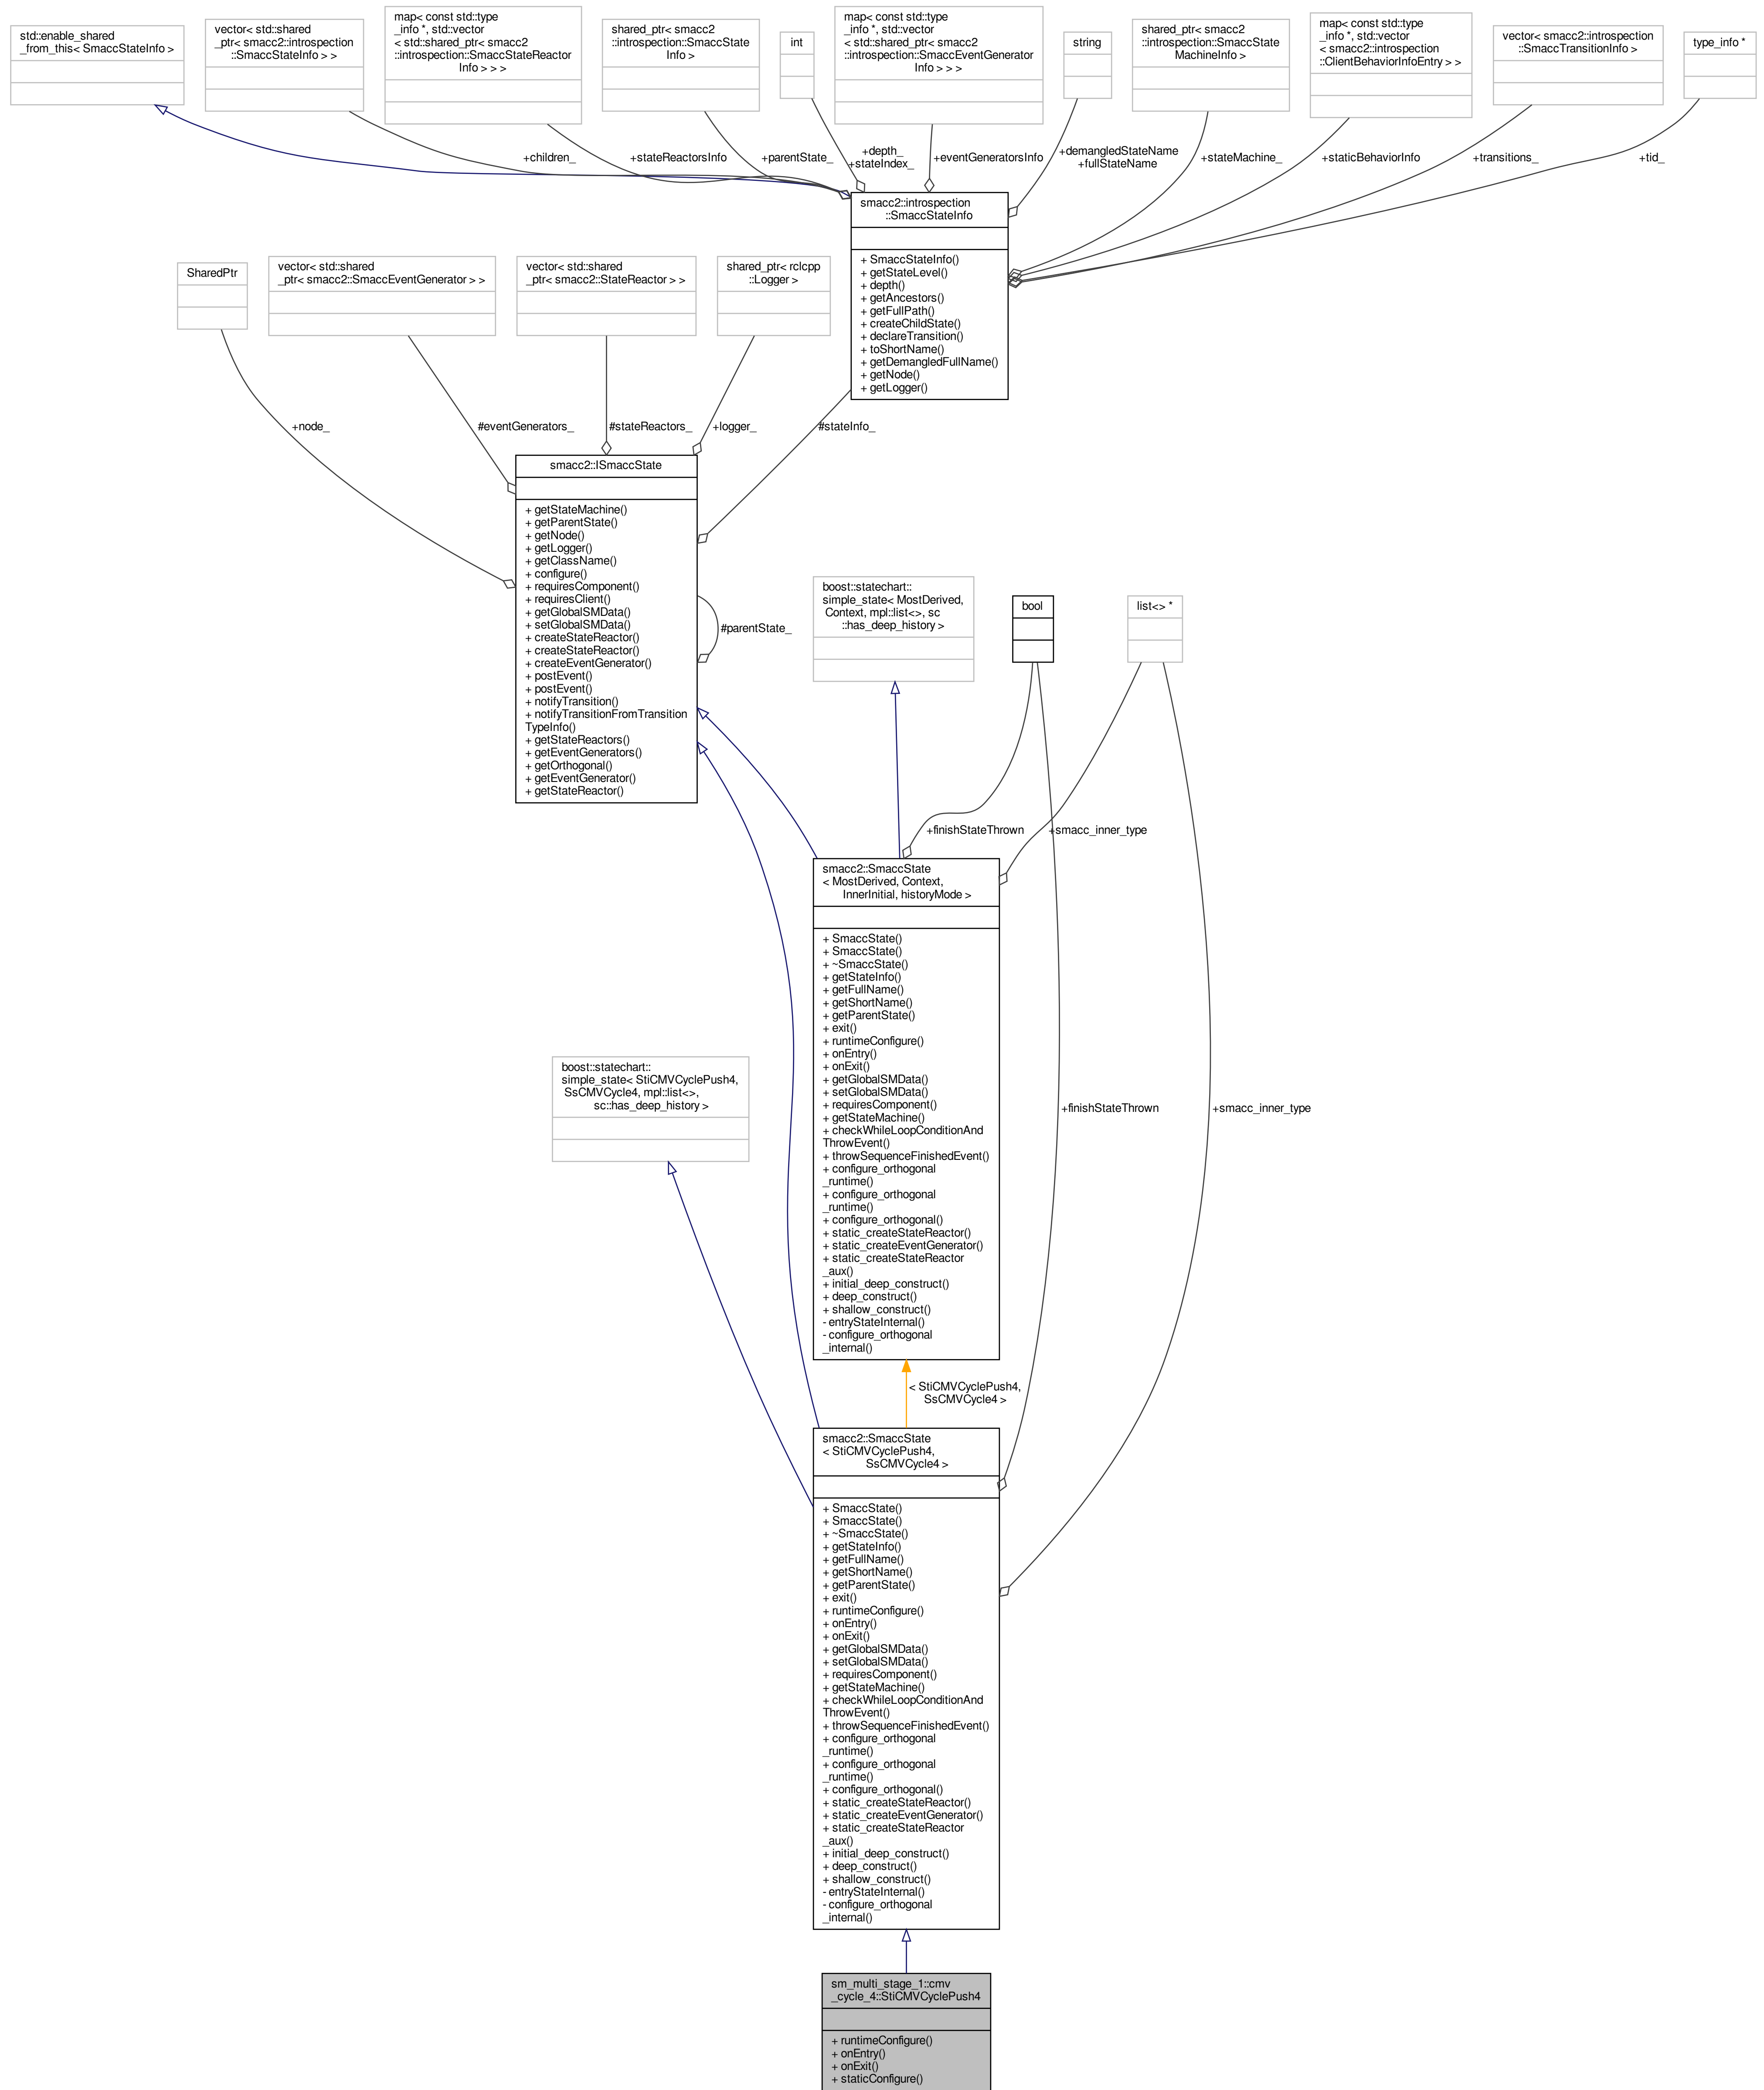 std::enable_shared
_from_this< SmaccStateInfo >
vector< std::shared
_ptr< smacc2::introspection
::SmaccStateInfo > >
map< const std::type
_info *, std::vector
< std::shared_ptr< smacc2
::introspection::SmaccStateReactor
Info > > >
shared_ptr< smacc2
::introspection::SmaccState
Info >
int
map< const std::type
_info *, std::vector
< std::shared_ptr< smacc2
::introspection::SmaccEventGenerator
Info > > >
string
shared_ptr< smacc2
::introspection::SmaccState
MachineInfo >
map< const std::type
_info *, std::vector
< smacc2::introspection
::ClientBehaviorInfoEntry > >
vector< smacc2::introspection
::SmaccTransitionInfo >
type_info *
+children_
+stateReactorsInfo
+parentState_
+depth_
+stateIndex_
+eventGeneratorsInfo
+demangledStateName
+fullStateName
+stateMachine_
+staticBehaviorInfo
+transitions_
+tid_
smacc2::introspection
::SmaccStateInfo
+ SmaccStateInfo()
+ getStateLevel()
+ depth()
+ getAncestors()
+ getFullPath()
+ createChildState()
+ declareTransition()
+ toShortName()
+ getDemangledFullName()
+ getNode()
+ getLogger()
SharedPtr
vector< std::shared
_ptr< smacc2::SmaccEventGenerator > >
vector< std::shared
_ptr< smacc2::StateReactor > >
shared_ptr< rclcpp
::Logger >
+node_
#eventGenerators_
#stateReactors_
+logger_
#stateInfo_
smacc2::ISmaccState
+ getStateMachine()
+ getParentState()
+ getNode()
+ getLogger()
+ getClassName()
+ configure()
+ requiresComponent()
+ requiresClient()
+ getGlobalSMData()
+ setGlobalSMData()
+ createStateReactor()
+ createStateReactor()
+ createEventGenerator()
+ postEvent()
+ postEvent()
+ notifyTransition()
+ notifyTransitionFromTransition
TypeInfo()
+ getStateReactors()
+ getEventGenerators()
+ getOrthogonal()
+ getEventGenerator()
+ getStateReactor()
#parentState_
boost::statechart::
simple_state< MostDerived,
Context, mpl::list<>, sc
::has_deep_history >
bool
list<> *
+finishStateThrown
+smacc_inner_type
smacc2::SmaccState
< MostDerived, Context,
InnerInitial, historyMode >
+ SmaccState()
+ SmaccState()
+ ~SmaccState()
+ getStateInfo()
+ getFullName()
+ getShortName()
+ getParentState()
+ exit()
+ runtimeConfigure()
+ onEntry()
+ onExit()
+ getGlobalSMData()
+ setGlobalSMData()
+ requiresComponent()
+ getStateMachine()
+ checkWhileLoopConditionAnd
ThrowEvent()
+ throwSequenceFinishedEvent()
+ configure_orthogonal
_runtime()
+ configure_orthogonal
_runtime()
+ configure_orthogonal()
+ static_createStateReactor()
+ static_createEventGenerator()
+ static_createStateReactor
_aux()
+ initial_deep_construct()
+ deep_construct()
+ shallow_construct()
- entryStateInternal()
- configure_orthogonal
_internal()
boost::statechart::
simple_state< StiCMVCyclePush4,
SsCMVCycle4, mpl::list<>,
sc::has_deep_history >
+finishStateThrown
+smacc_inner_type
< StiCMVCyclePush4,
SsCMVCycle4 >
smacc2::SmaccState
< StiCMVCyclePush4,
SsCMVCycle4 >
+ SmaccState()
+ SmaccState()
+ ~SmaccState()
+ getStateInfo()
+ getFullName()
+ getShortName()
+ getParentState()
+ exit()
+ runtimeConfigure()
+ onEntry()
+ onExit()
+ getGlobalSMData()
+ setGlobalSMData()
+ requiresComponent()
+ getStateMachine()
+ checkWhileLoopConditionAnd
ThrowEvent()
+ throwSequenceFinishedEvent()
+ configure_orthogonal
_runtime()
+ configure_orthogonal
_runtime()
+ configure_orthogonal()
+ static_createStateReactor()
+ static_createEventGenerator()
+ static_createStateReactor
_aux()
+ initial_deep_construct()
+ deep_construct()
+ shallow_construct()
- entryStateInternal()
- configure_orthogonal
_internal()
sm_multi_stage_1::cmv
_cycle_4::StiCMVCyclePush4
+ runtimeConfigure()
+ onEntry()
+ onExit()
+ staticConfigure()